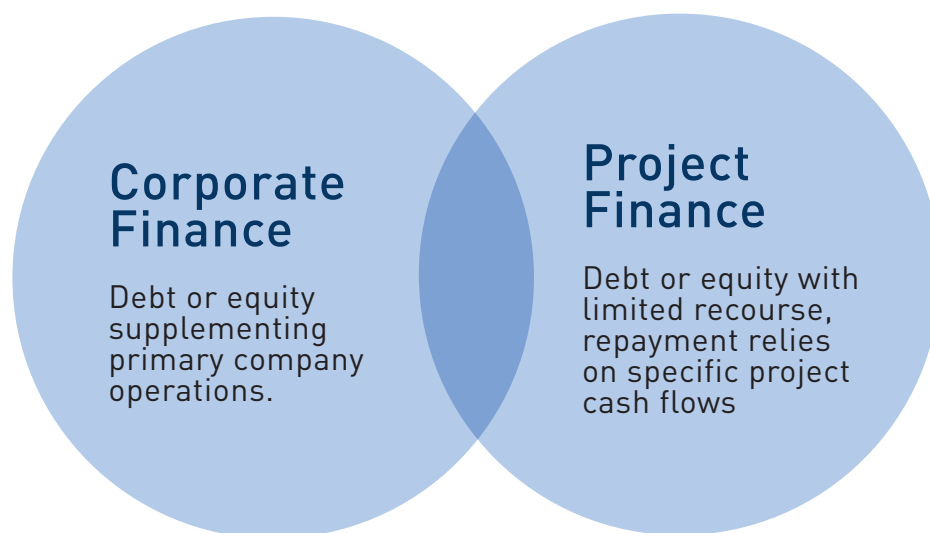 Corporate
Finance
Debt or equity
supplementing
primary company
operations.
Project
Finance
Debt or equity with
limited recourse,
repayment relies
on specific project
cash flows